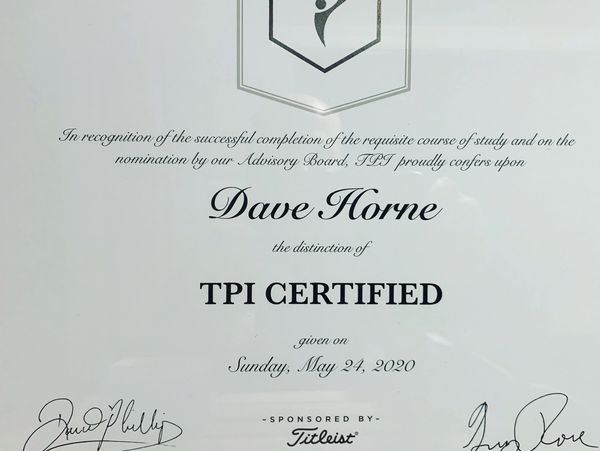 In recognition of the successful completion of the requisite course of study and on the
nomination by our Advisory Board, TPI proudly confers upon
Dave Horne
the distinction of
TPI CERTIFIED
given on
Sunday, May 24, 2020
-SPONSORED BY-
Titleist